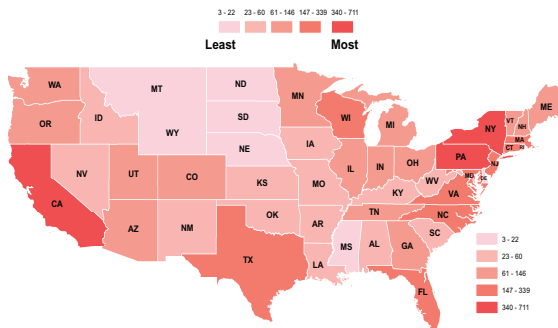 3 - 22 23 - 60 61 - 146 147 - 339 340 - 711
Least Most
WA MT ND MN ME
OR ID SD WI MI VT NH
WY NY MA
NE IA CT RI
NV UT CO IL IN OH PA NJ
CA KS MO WV MD DE
KY VA
AZ NM OK AR TN NC
SC
TX LA MS AL GA
FL
3 - 22
23 - 60
61 - 146
147 - 339
340 - 711